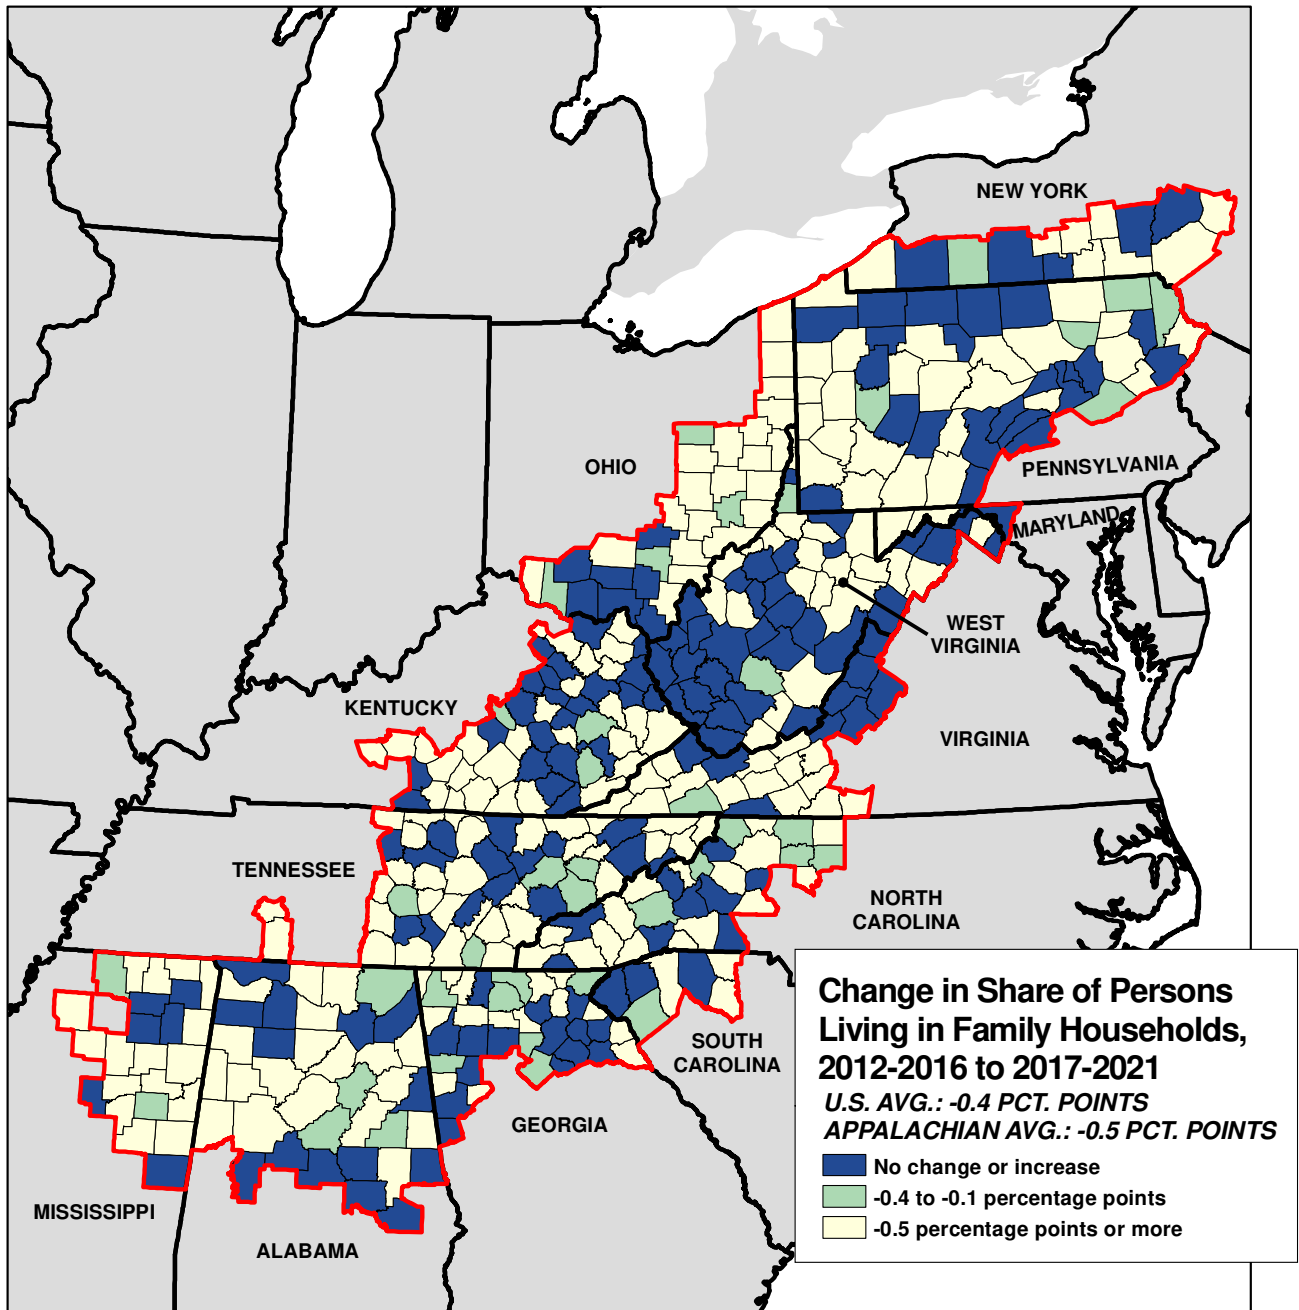 NEW YORK
OHIO
PENNSYLVANIA
MARYLAND
WEST
VIRGINIA
KENTUCKY
VIRGINIA
TENNESSEE
NORTH
CAROLINA
SOUTH
CAROLINA
GEORGIA
MISSISSIPPI
ALABAMA
Change in Share of Persons
Living in Family Households,
2012-2016 to 2017-2021
U.S. AVG.: -0.4 PCT. POINTS
APPALACHIAN AVG.: -0.5 PCT. POINTS
No change or increase
-0.4 to -0.1 percentage points
-0.5 percentage points or more